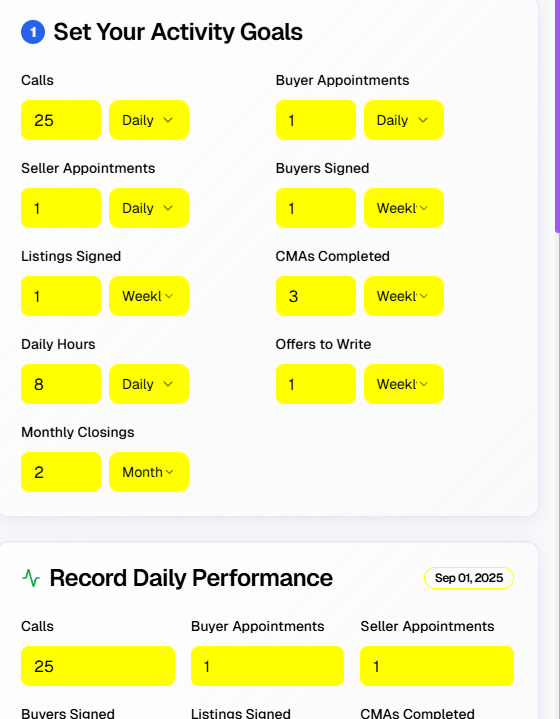 1 Set Your Activity Goals
Calls Buyer Appointments
25 Daily 1 Daily
Seller Appointments Buyers Signed
1 Daily 1 Weekl
Listings Signed CMAs Completed
1 Weekl 3 Weekl
Daily Hours Offers to Write
8 Daily 1 Weekl
Monthly Closings
2 Month
Record Daily Performance Sep 01, 2025
Calls Buyer Appointments Seller Appointments
25 1 1
Buyers Signed Listings Signed CMAs Completed